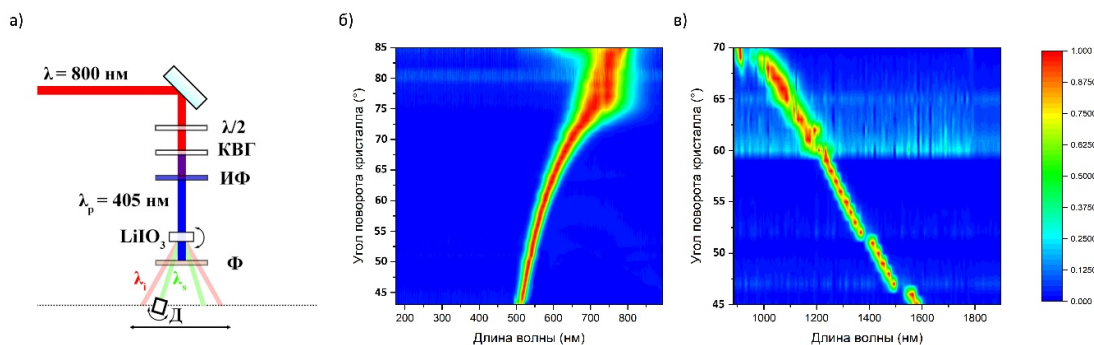 а)
λ = 800 нм
λ/2
КВГ
ИФ
λp = 405 нм
LiIO3
Ф
λi
λs
Д
б)
Угол поворота кристалла (°)
85
80
75
70
65
60
55
50
45
200 300 400 500 600 700 800
Длина волны (нм)
в)
Угол поворота кристалла (°)
70
65
60
55
50
45
1000 1200 1400 1600 1800
Длина волны (нм)
1.000
0.8750
0.7500
0.6250
0.5000
0.3750
0.2500
0.1250
0.000